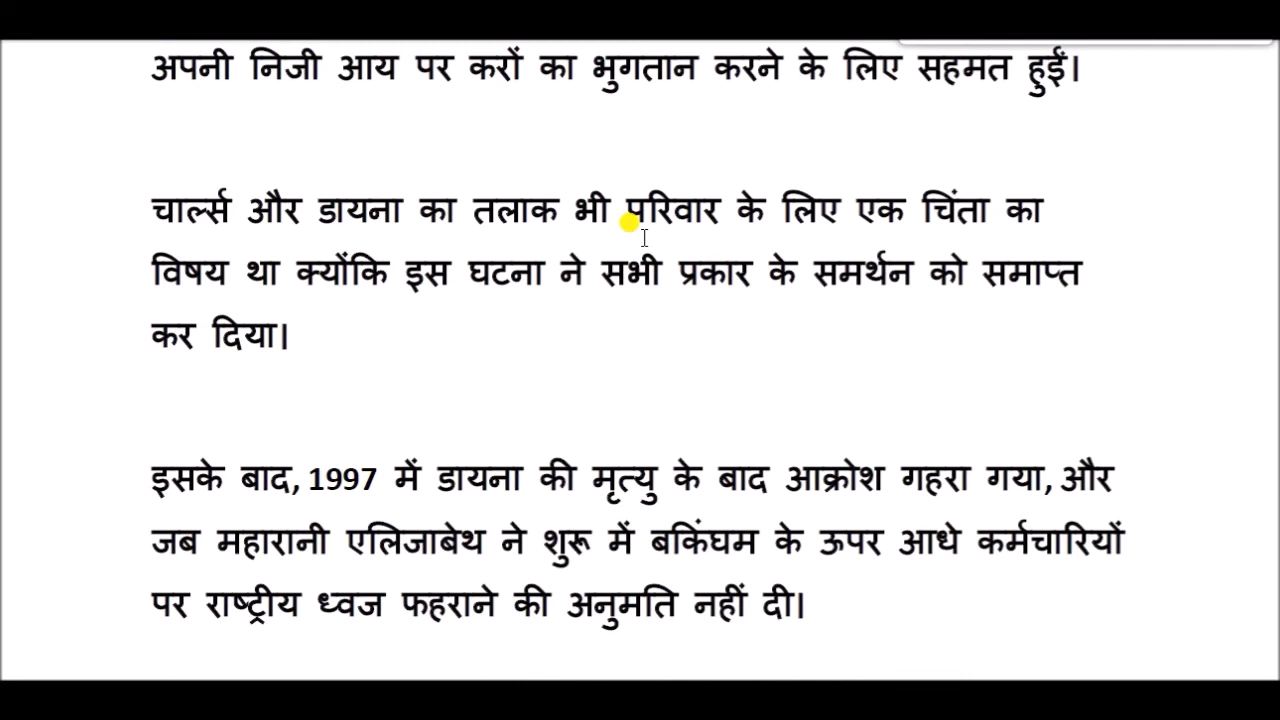 अपनी निजी आय पर करों का भुगतान करने के लिए सहमत हुईं।
चार्ल्स और डायना का तलाक भी परिवार के लिए एक चिंता का
विषय था क्योंकि इस घटना ने सभी प्रकार के समर्थन को समाप्त
कर दिया।
इसके बाद, 1997 में डायना की मृत्यु के बाद आक्रोश गहरा गया, और
जब महारानी एलिजाबेथ ने शुरू में बकिंघम के ऊपर आधे कर्मचारियों
पर राष्ट्रीय ध्वज फहराने की अनुमति नहीं दी।